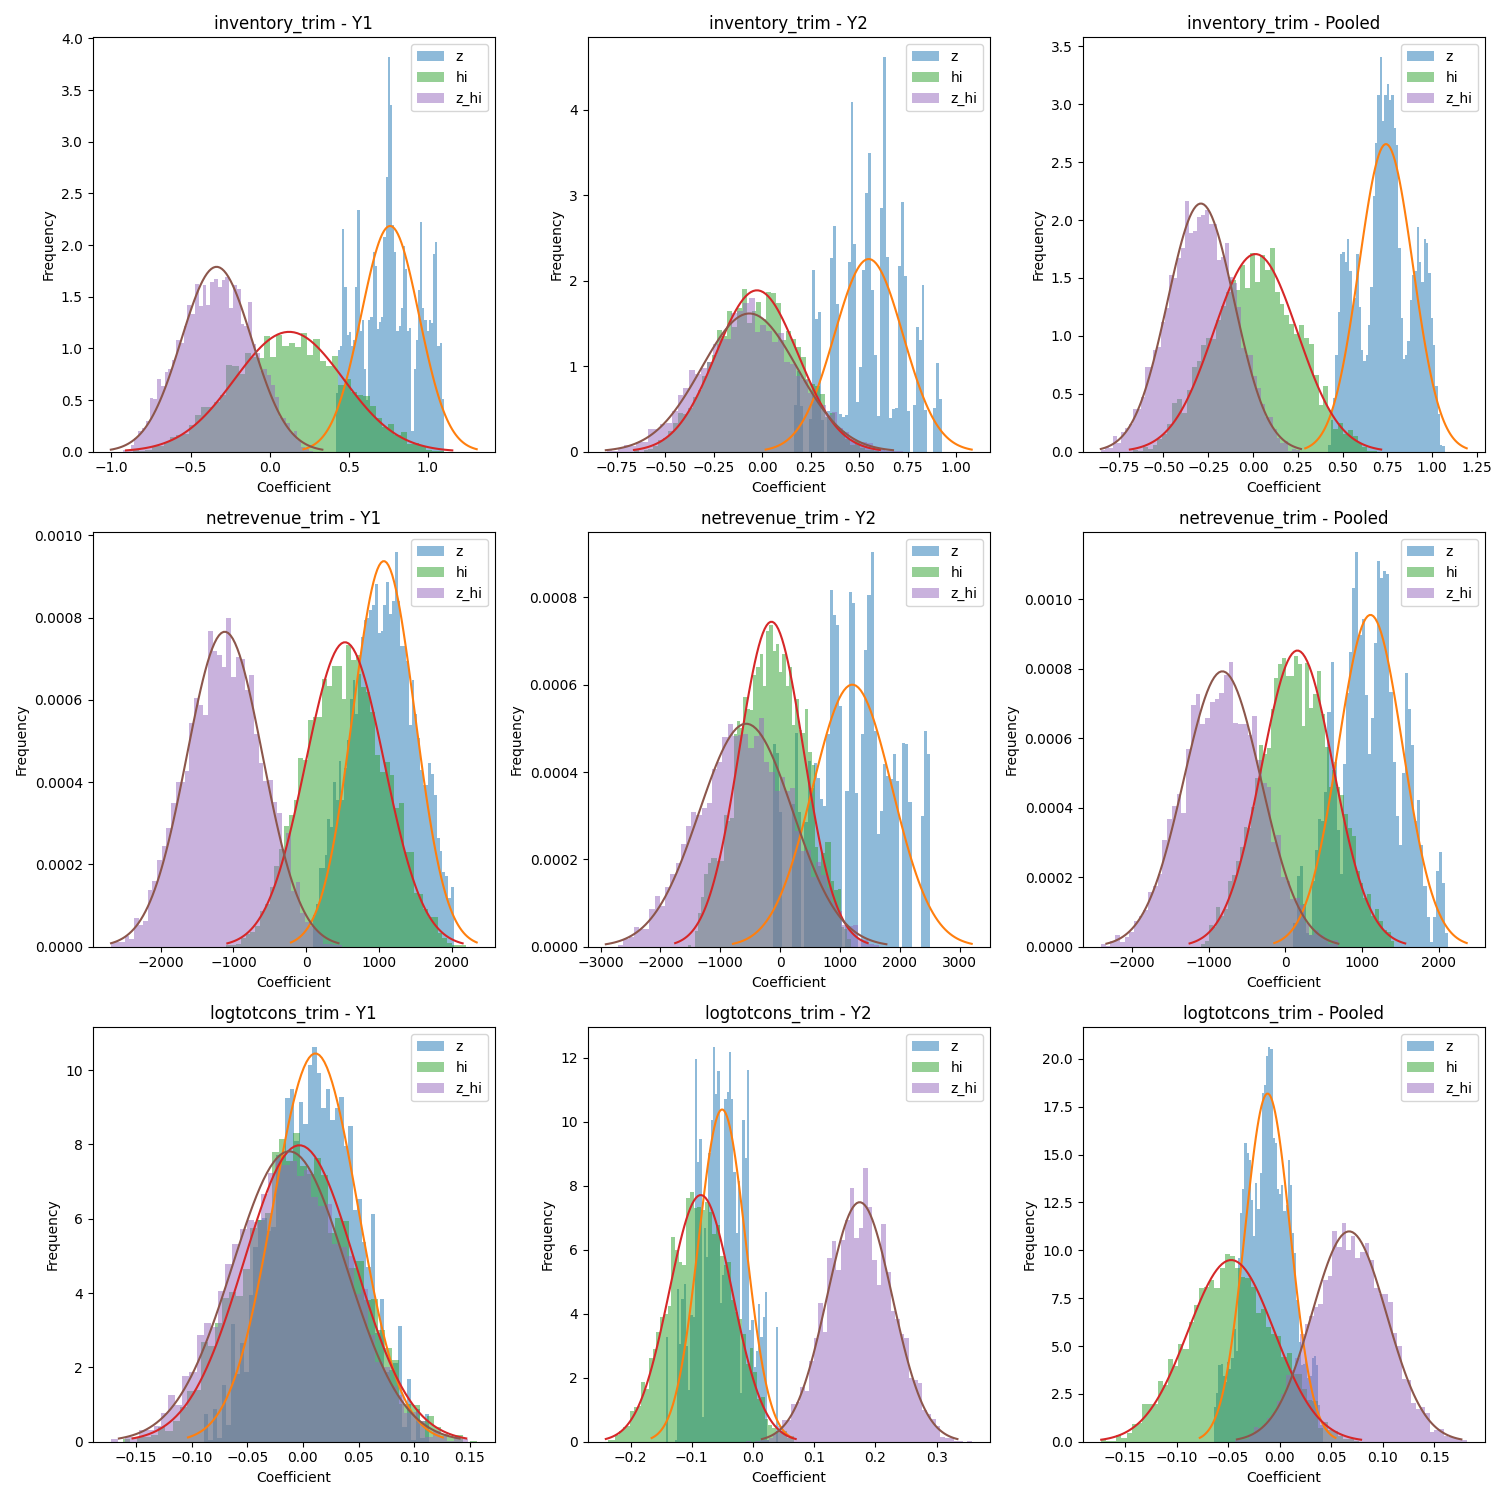 inventory_trim - Y1
4.0
3.5
3.0
2.5
2.0
1.5
1.0
0.5
0.0
Frequency
z
hi
z_hi
−1.0 −0.5 0.0 0.5 1.0
Coefficient
inventory_trim - Y2
4
3
2
1
0
Frequency
z
hi
z_hi
−0.75 −0.50 −0.25 0.00 0.25 0.50 0.75 1.00
Coefficient
inventory_trim - Pooled
3.5
3.0
2.5
2.0
1.5
1.0
0.5
0.0
Frequency
z
hi
z_hi
−0.75 −0.50 −0.25 0.00 0.25 0.50 0.75 1.00 1.25
Coefficient
netrevenue_trim - Y1
0.0010
0.0008
0.0006
0.0004
0.0002
0.0000
Frequency
z
hi
z_hi
−2000 −1000 0 1000 2000
Coefficient
netrevenue_trim - Y2
0.0008
0.0006
0.0004
0.0002
0.0000
Frequency
z
hi
z_hi
−3000 −2000 −1000 0 1000 2000 3000
Coefficient
netrevenue_trim - Pooled
0.0010
0.0008
0.0006
0.0004
0.0002
0.0000
Frequency
z
hi
z_hi
−2000 −1000 0 1000 2000
Coefficient
logtotcons_trim - Y1
10
8
6
4
2
0
Frequency
z
hi
z_hi
−0.15 −0.10 −0.05 0.00 0.05 0.10 0.15
Coefficient
logtotcons_trim - Y2
12
10
8
6
4
2
0
Frequency
z
hi
z_hi
−0.2 −0.1 0.0 0.1 0.2 0.3
Coefficient
logtotcons_trim - Pooled
20.0
17.5
15.0
12.5
10.0
7.5
5.0
2.5
0.0
Frequency
z
hi
z_hi
−0.15 −0.10 −0.05 0.00 0.05 0.10 0.15
Coefficient